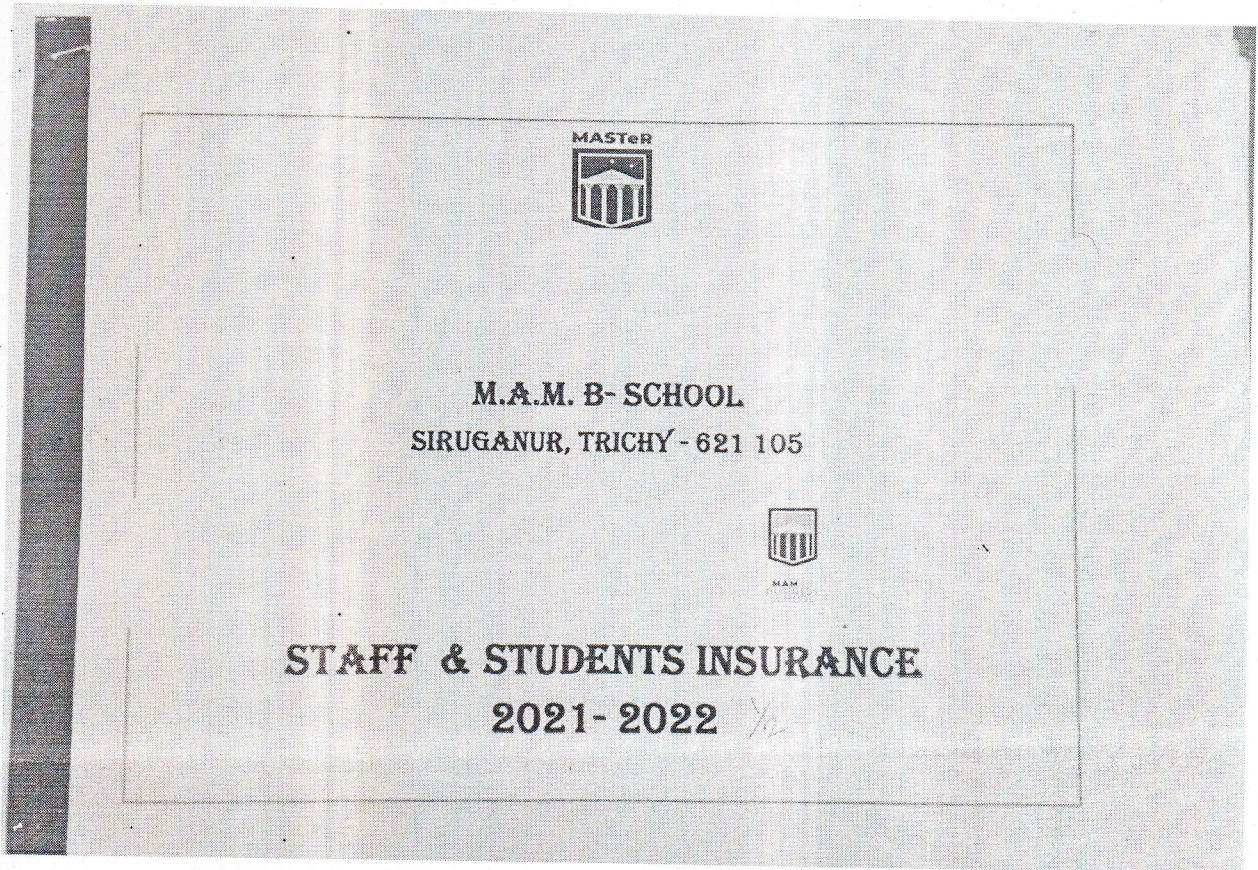 MASTeR
M.A.M. B- SCHOOL
SIRUGANUR, TRICHY - 621 105
MAM
STAFF & STUDENTS INSURANCE
2021- 2022